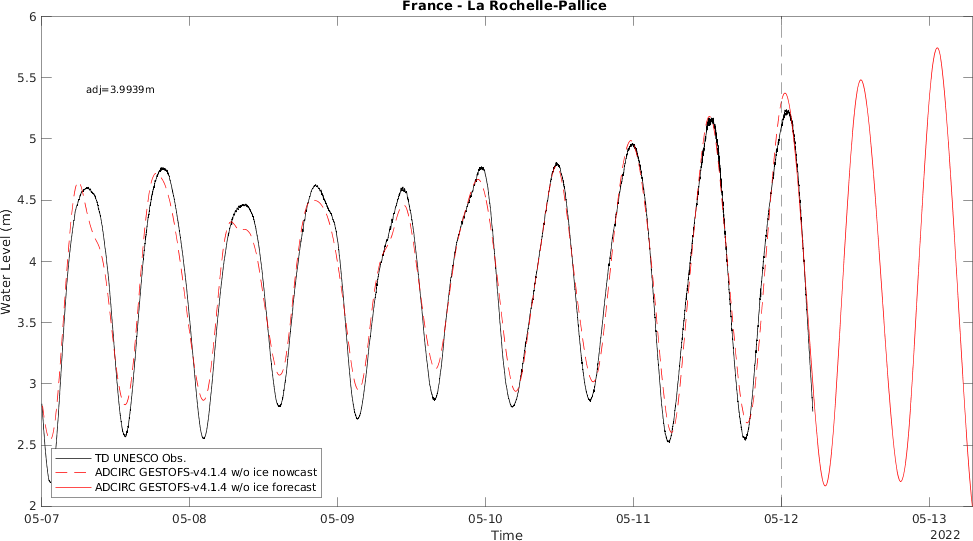 France - La Rochelle-Pallice
6
5.5
5
4.5
4
3.5
3
2.5
2
Water Level (m)
adj=3.9939m
TD UNESCO Obs.
ADCIRC GESTOFS-v4.1.4 w/o ice nowcast
ADCIRC GESTOFS-v4.1.4 w/o ice forecast
05-07 05-08 05-09 05-10 05-11 05-12 05-13
Time
2022